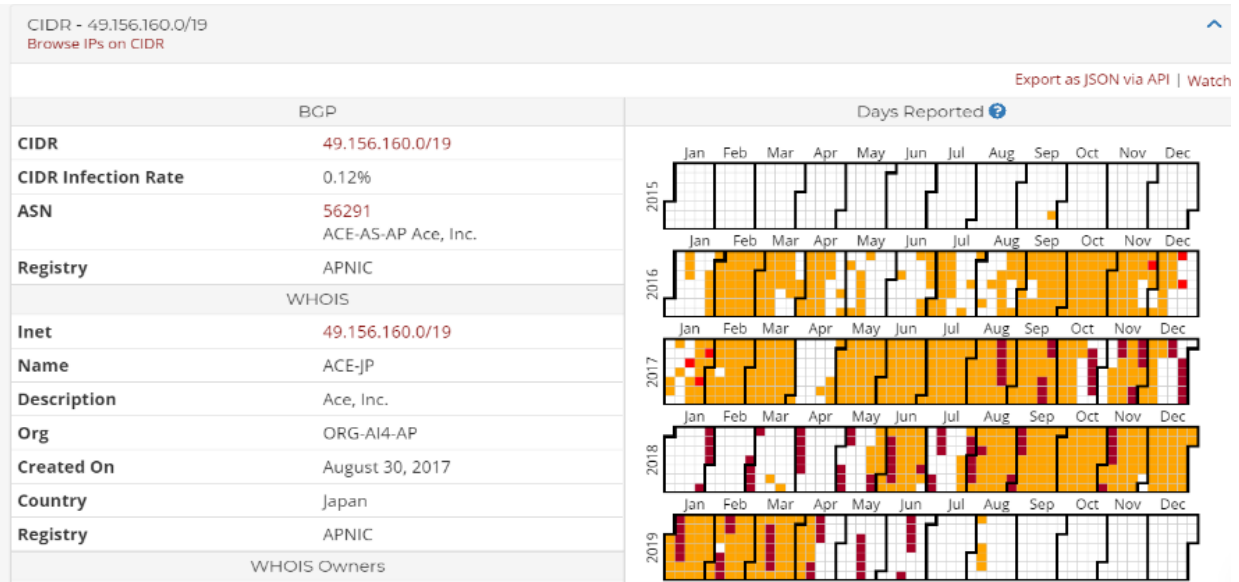 CIDR - 49.156.160.0/19
Browse IPs on CIDR
Export as JSON via API | Watch
BGP
CIDR 49.156.160.0/19
CIDR Infection Rate 0.12%
ASN 56291
ACE-AS-AP Ace, Inc.
Registry APNIC
WHOIS
Inet 49.156.160.0/19
Name ACE-JP
Description Ace, Inc.
Org ORG-AI4-AP
Created On August 30, 2017
Country Japan
Registry APNIC
WHOIS Owners
Days Reported ?
Jan Feb Mar Apr May Jun Jul Aug Sep Oct Nov Dec
2015
Jan Feb Mar Apr May Jun Jul Aug Sep Oct Nov Dec
2016
Jan Feb Mar Apr May Jun Jul Aug Sep Oct Nov Dec
2017
Jan Feb Mar Apr May Jun Jul Aug Sep Oct Nov Dec
2018
Jan Feb Mar Apr May Jun Jul Aug Sep Oct Nov Dec
2019